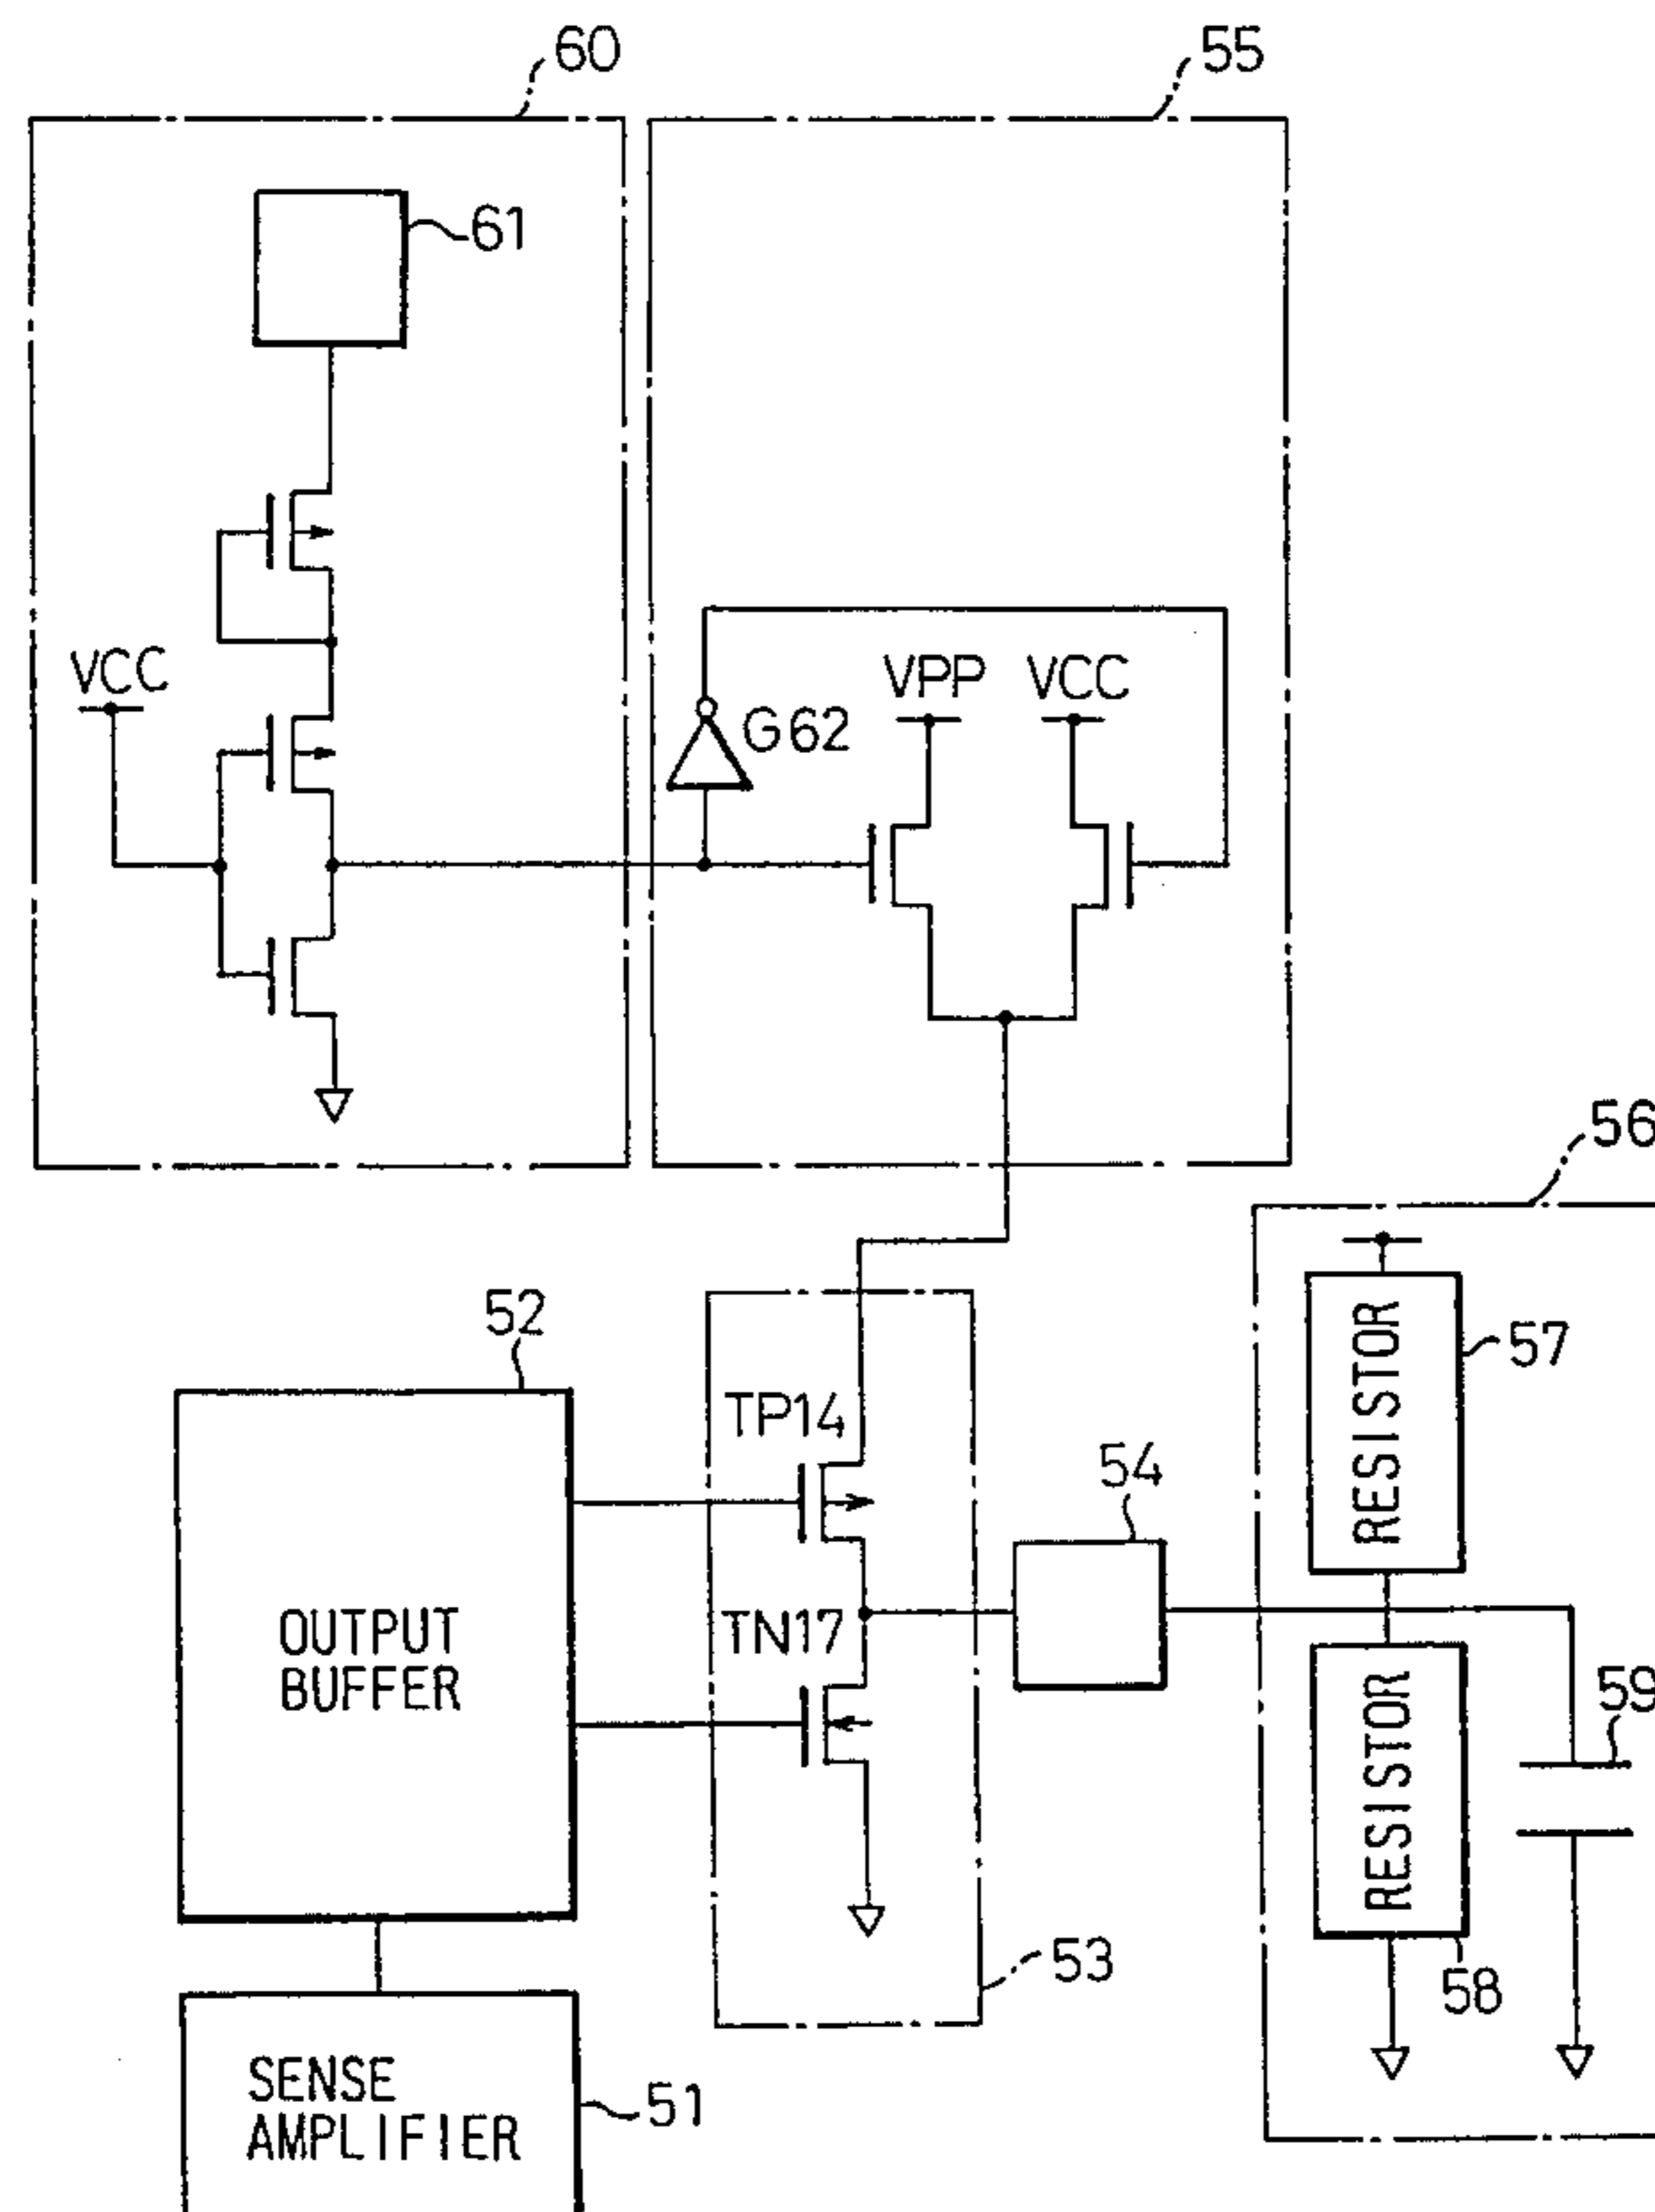 60
55
61
VCC
VPP
VCC
G62
56
52
57
RESISTOR
TP14
54
OUTPUT
BUFFER
TN17
59
RESISTOR
53
58
SENSE
AMPLIFIER
51